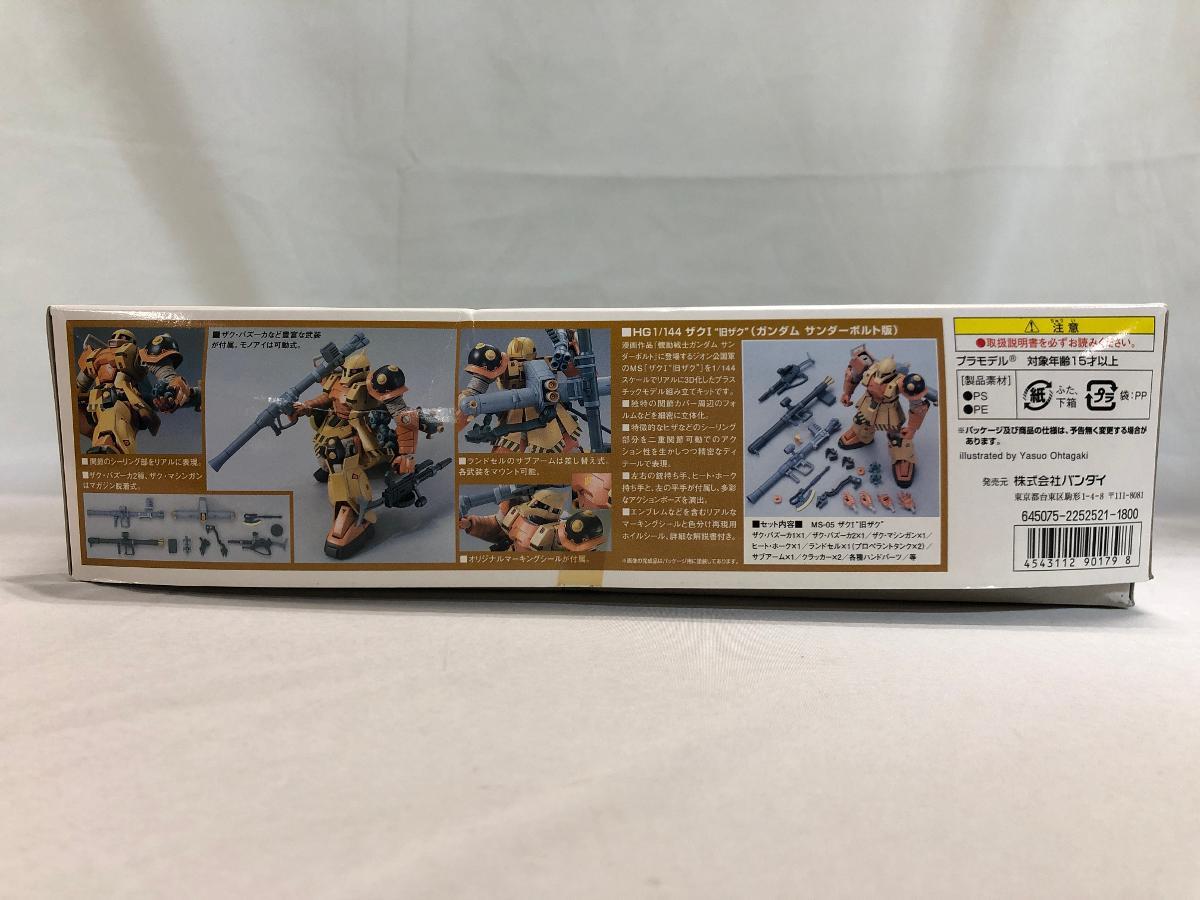 ■ザク・バズーカなど豊富な武装
が付属。モノアイは可動式。
■関節のシーリング部をリアルに表現。
■ザク・バズーカ2種、ザク・マシンガンは
マガジン脱着式。
■ランドセルのサブアームは差し替え式。
各武装をマウント可能。
■オリジナルマーキングシールが付属。
■HG1/144 ザクⅠ"旧ザク"(ガンダム サンダーボルト版)
漫画作品「機動戦士ガンダム サン
ダーボルト」に登場するジオン公国軍
のMS「ザクⅠ"旧ザク"」を1/144
スケールでリアルに3D化したプラス
チックモデル組み立てキットです。
■独特の関節カバー周辺のフォ
ルムなどを細密に立体化。
■特徴的なヒザなどのシーリング
部分を二重関節可動でのアク
ション性を生かしつつ精密なディ
テールで表現。
■左右の銃持ち手、ヒート・ホーク
持ち手と、左の平手が付属し、多彩
なアクションポーズを演出。
■エンブレムなどを含むリアルな
マーキングシールと色分け再現用
ホイルシール、詳細な解説書付き。
※画像の完成品はパッケージ用に塗装してあります。
■セット内容■ MS-05 ザクⅠ"旧ザク"
ザク・バズーカ1×1/ザク・バズーカ2×1/ザク・マシンガン×1/
ヒート・ホーク×1/ランドセル×1(プロペラントタンク×2)/
サブアーム×1/クラッカー×2/各種ハンドパーツ/等
⚠ 注意
●取扱説明書を必ずお読みください。
プラモデル® 対象年齢15才以上
[製品素材]
●PS
●PE
紙 ふた、
下箱
プラ 袋:PP
※パッケージ及び商品の仕様は、予告無く変更する場合が
あります。
illustrated by Yasuo Ohtagaki
発売元 株式会社バンダイ
東京都台東区駒形1-4-8 〒111-8081
645075-2252521-1800
4543112 90179 8